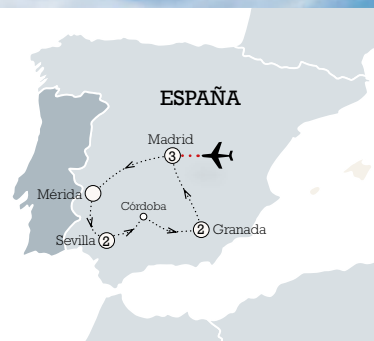 ESPAÑA
Madrid
3
Mérida
Córdoba
Sevilla 2
2 Granada